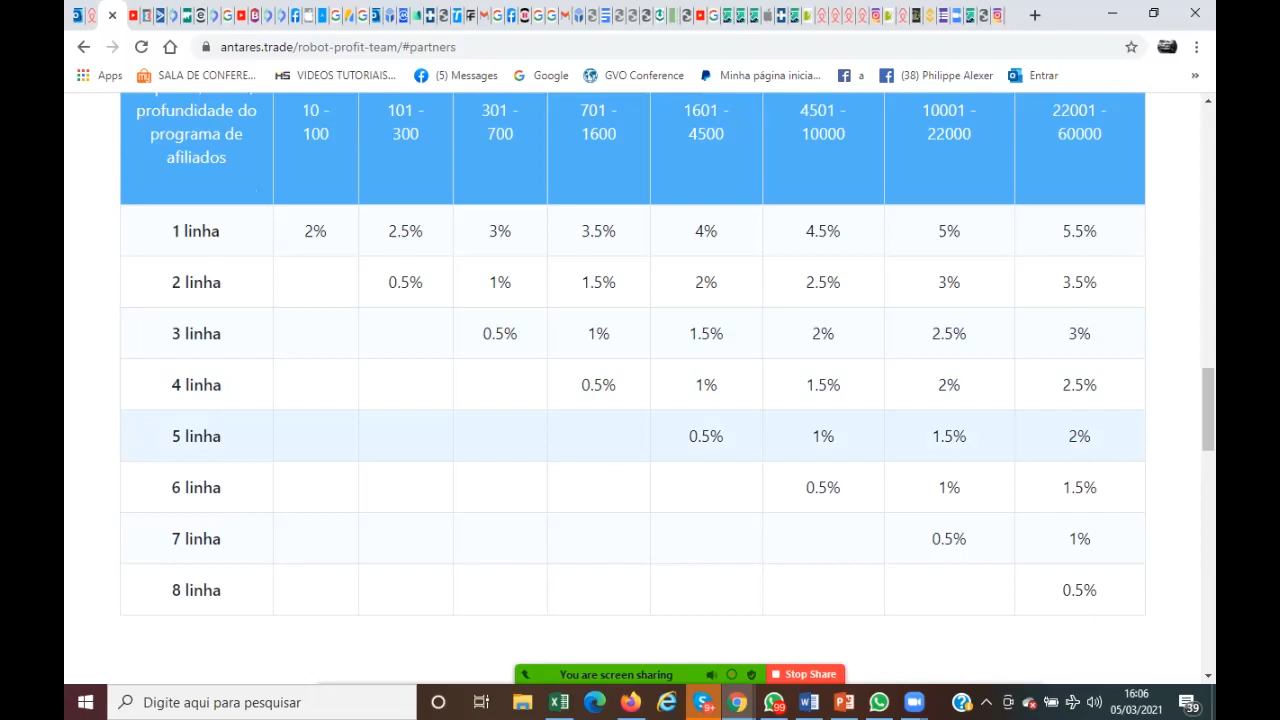 antares.trade/robot-profit-team/#partners
Apps SALA DE CONFERE... VIDEOS TUTORIAIS... (5) Messages Google GVO Conference Minha página inicia... a (38) Philippe Alexer Entrar »
profundidade do
programa de
afiliados
10 -
100
101 -
300
301 -
700
701 -
1600
1601 -
4500
4501 -
10000
10001 -
22000
22001 -
60000
1 linha 2% 2.5% 3% 3.5% 4% 4.5% 5% 5.5%
2 linha 0.5% 1% 1.5% 2% 2.5% 3% 3.5%
3 linha 0.5% 1% 1.5% 2% 2.5% 3%
4 linha 0.5% 1% 1.5% 2% 2.5%
5 linha 0.5% 1% 1.5% 2%
6 linha 0.5% 1% 1.5%
7 linha 0.5% 1%
8 linha 0.5%
You are screen sharing Stop Share
Digite aqui para pesquisar
16:06
05/03/2021
39